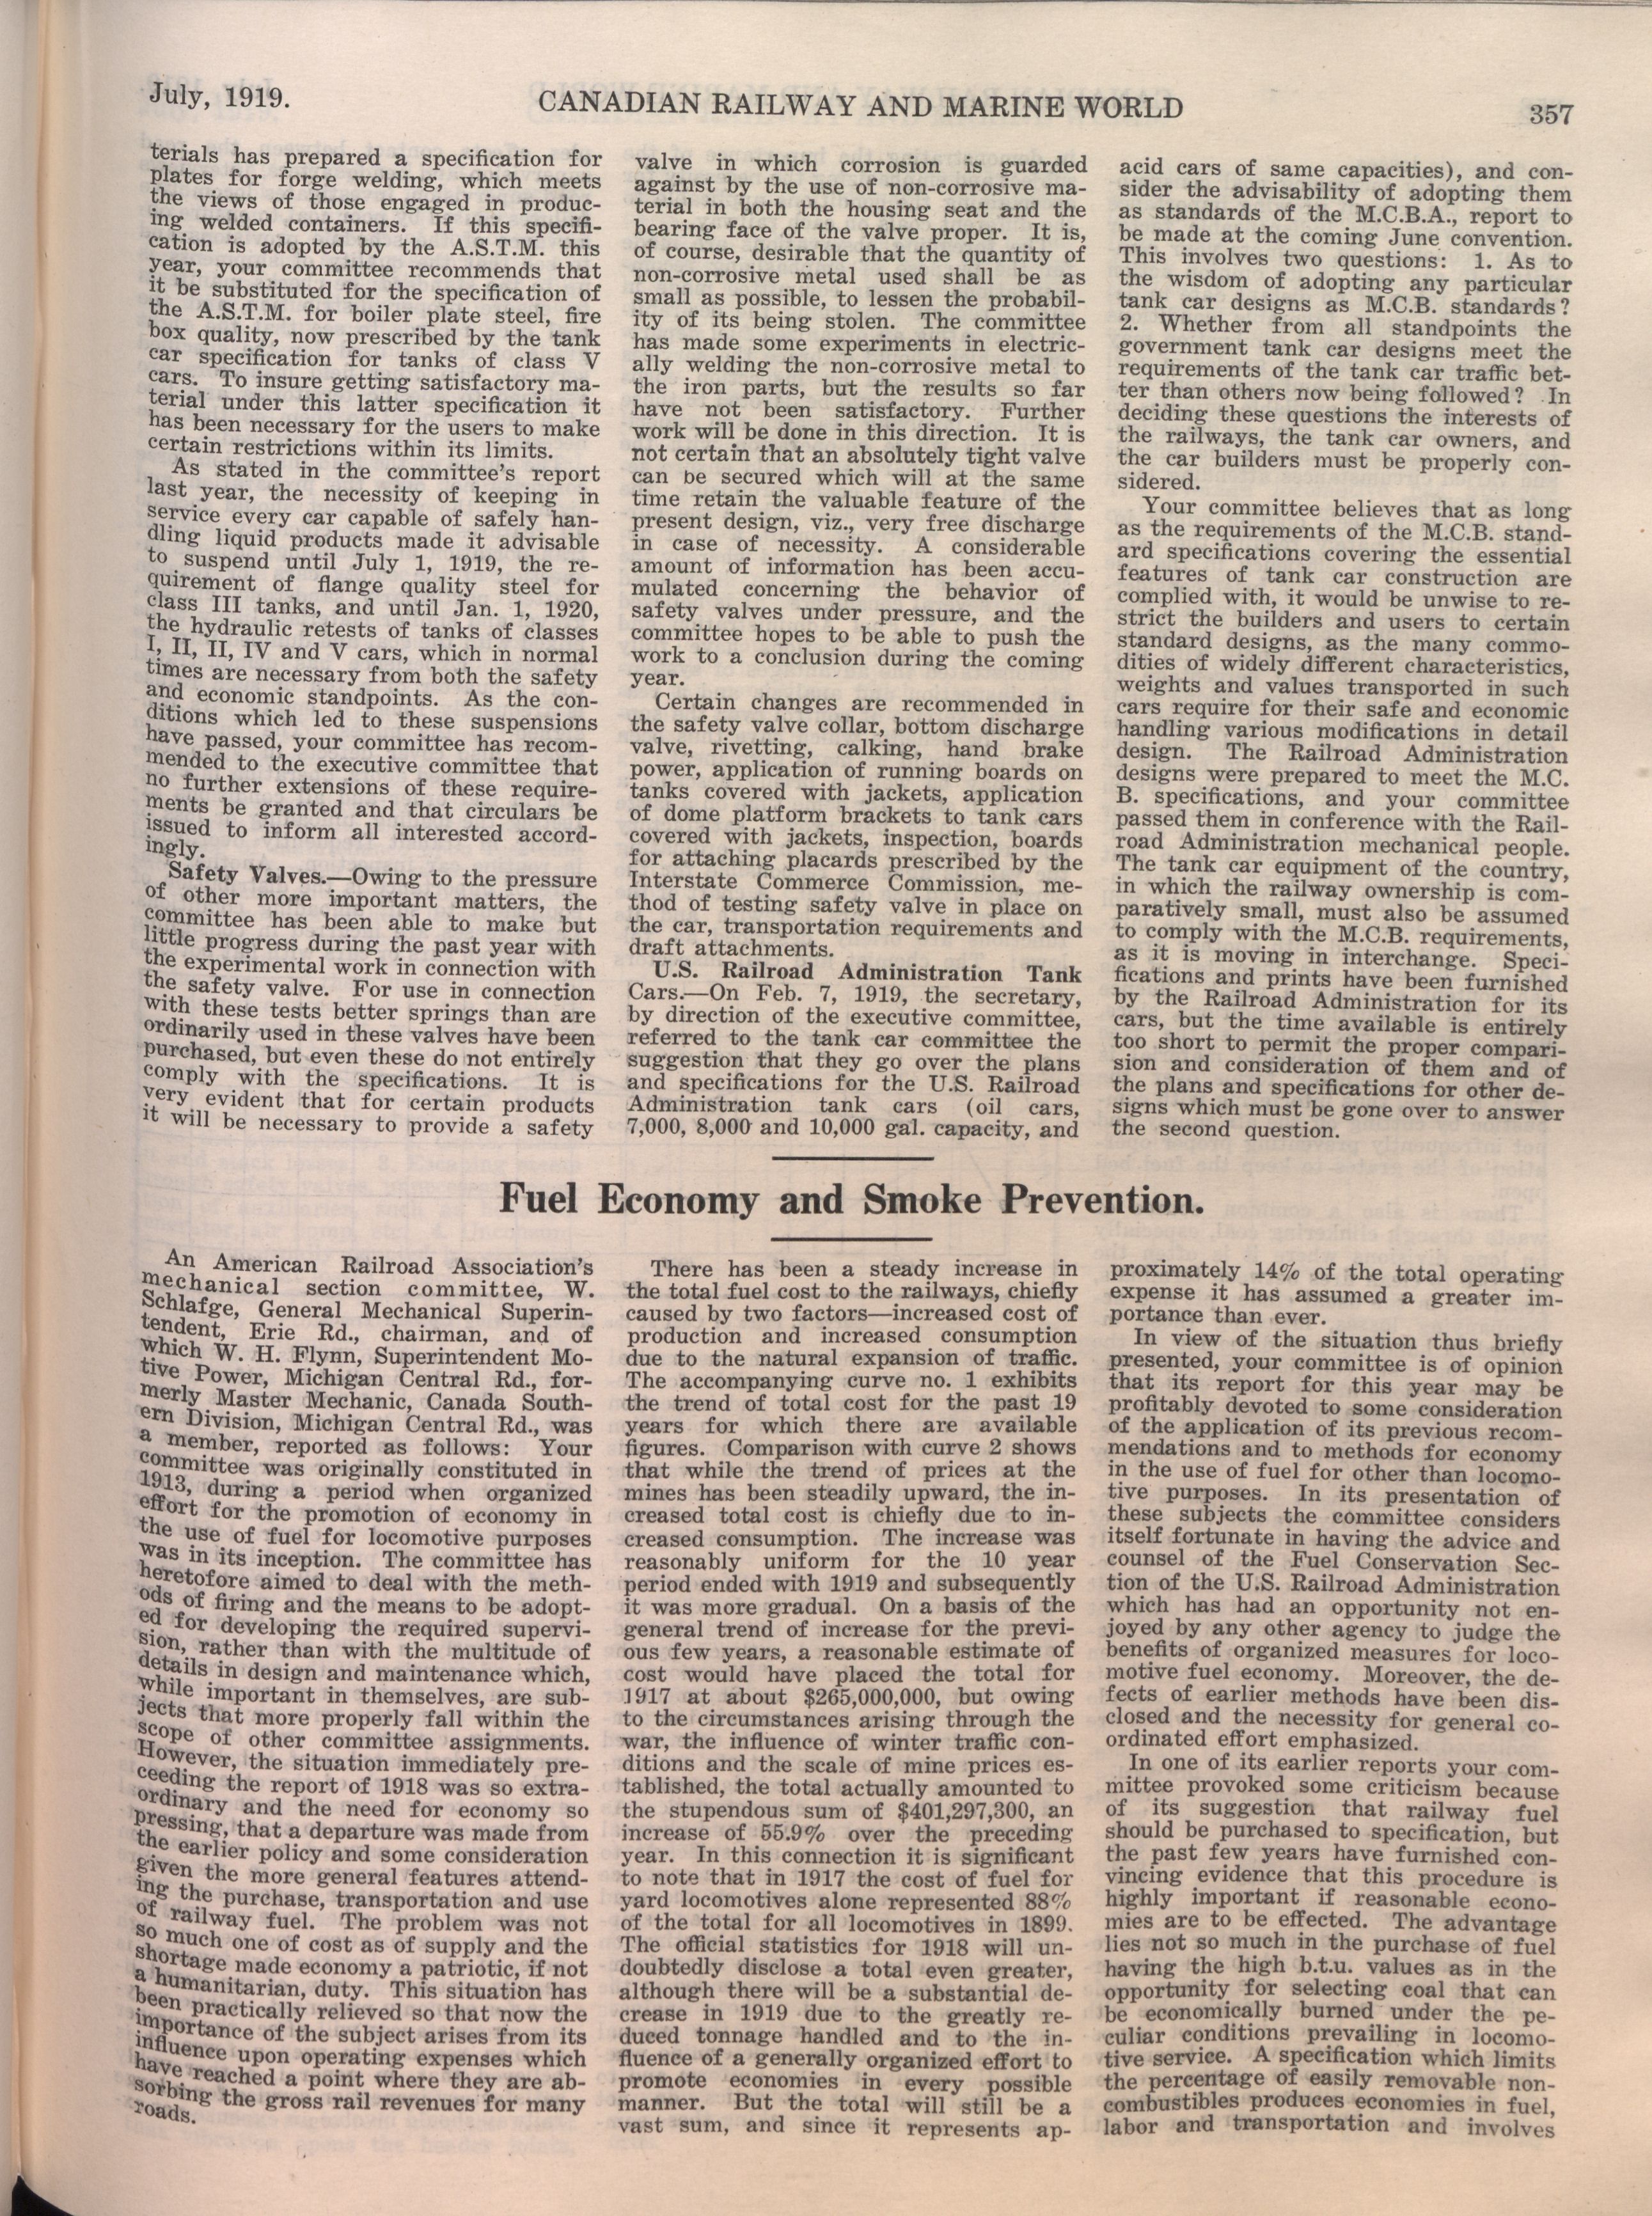 July, 1919.
CANADIAN RAILWAY AND MARINE WORLD
357
terials has prepared a specification for
plates for forge welding, which meets
the views of those engaged in produc-
ing welded containers. If this specifi-
cation is adopted by the A.S.T.M. this
year, your committee recommends that
it be substituted for the specification of
the A.S.T.M. for boiler plate steel, fire
box quality, now prescribed by the tank
car specification for tanks of class V
cars. To insure getting satisfactory ma-
terial under this latter specification it
has been necessary for the users to make
certain restrictions within its limits.
As stated in the committee's report
last year, the necessity of keeping in
service every car capable of safely han-
dling liquid products made it advisable
to suspend until July 1, 1919, the re-
quirement of flange quality steel for
class III tanks, and until Jan. 1, 1920,
the hydraulic retests of tanks of classes
I, II, II, IV and V cars, which in normal
times are necessary from both the safety
and economic standpoints. As the con-
ditions which led to these suspensions
have passed, your committee has recom-
mended to the executive committee that
no further extensions of these require-
ments be granted and that circulars be
issued to inform all interested accord-
ingly.
Safety Valves.—Owing to the pressure
of other more important matters, the
committee has been able to make but
little progress during the past year with
the experimental work in connection with
the safety valve. For use in connection
with these tests better springs than are
ordinarily used in these valves have been
purchased, but even these do not entirely
comply with the specifications. It is
very evident that for certain products
it will be necessary to provide a safety
valve in which corrosion is guarded
against by the use of non-corrosive ma-
terial in both the housing seat and the
bearing face of the valve proper. It is,
of course, desirable that the quantity of
non-corrosive metal used shall be as
small as possible, to lessen the probabil-
ity of its being stolen. The committee
has made some experiments in electric-
ally welding the non-corrosive metal to
the iron parts, but the results so far
have not been satisfactory. Further
work will be done in this direction. It is
not certain that an absolutely tight valve
can be secured which will at the same
time retain the valuable feature of the
present design, viz., very free discharge
in case of necessity. A considerable
amount of information has been accu-
mulated concerning the behavior of
safety valves under pressure, and the
committee hopes to be able to push the
work to a conclusion during the coming
year.
Certain changes are recommended in
the safety valve collar, bottom discharge
valve, rivetting, calking, hand brake
power, application of running boards on
tanks covered with jackets, application
of dome platform brackets to tank cars
covered with jackets, inspection, boards
for attaching placards prescribed by the
Interstate Commerce Commission, me-
thod of testing safety valve in place on
the car, transportation requirements and
draft attachments.
U.S. Railroad Administration Tank
Cars.—On Feb. 7, 1919, the secretary,
by direction of the executive committee,
referred to the tank car committee the
suggestion that they go over the plans
and specifications for the U.S. Railroad
Administration tank cars (oil cars,
7,000, 8,000 and 10,000 gal. capacity, and
acid cars of same capacities), and con-
sider the advisability of adopting them
as standards of the M.C.B.A., report to
be made at the coming June convention.
This involves two questions: 1. As to
the wisdom of adopting any particular
tank car designs as M.C.B. standards?
2. Whether from all standpoints the
government tank car designs meet the
requirements of the tank car traffic bet-
ter than others now being followed? In
deciding these questions the interests of
the railways, the tank car owners, and
the car builders must be properly con-
sidered.
Your committee believes that as long
as the requirements of the M.C.B. stand-
ard specifications covering the essential
features of tank car construction are
complied with, it would be unwise to re-
strict the builders and users to certain
standard designs, as the many commo-
dities of widely different characteristics,
weights and values transported in such
cars require for their safe and economic
handling various modifications in detail
design. The Railroad Administration
designs were prepared to meet the M.C.
B. specifications, and your committee
passed them in conference with the Rail-
road Administration mechanical people.
The tank car equipment of the country,
in which the railway ownership is com-
paratively small, must also be assumed
to comply with the M.C.B. requirements,
as it is moving in interchange. Speci-
fications and prints have been furnished
by the Railroad Administration for its
cars, but the time available is entirely
too short to permit the proper compari-
sion and consideration of them and of
the plans and specifications for other de-
signs which must be gone over to answer
the second question.
Fuel Economy and Smoke Prevention.
An American Railroad Association's
mechanical section committee, W.
Schlafge, General Mechanical Superin-
tendent, Erie Rd., chairman, and of
which W. H. Flynn, Superintendent Mo-
tive Power, Michigan Central Rd., for-
merly Master Mechanic, Canada South-
ern Division, Michigan Central Rd., was
a member, reported as follows: Your
committee was originally constituted in
1913, during a period when organized
effort for the promotion of economy in
the use of fuel for locomotive purposes
was in its inception. The committee has
heretofore aimed to deal with the meth-
ods of firing and the means to be adopt-
ed for developing the required supervi-
sion, rather than with the multitude of
details in design and maintenance which,
while important in themselves, are sub-
jects that more properly fall within the
scope of other committee assignments.
However, the situation immediately pre-
ceeding the report of 1918 was so extra-
ordinary and the need for economy so
pressing, that a departure was made from
the earlier policy and some consideration
given the more general features attend-
ing the purchase, transportation and use
of railway fuel. The problem was not
so much one of cost as of supply and the
shortage made economy a patriotic, if not
a humanitarian, duty. This situation has
been practically relieved so that now the
importance of the subject arises from its
influence upon operating expenses which
have reached a point where they are ab-
sorbing the gross rail revenues for many
roads.
There has been a steady increase in
the total fuel cost to the railways, chiefly
caused by two factors—increased cost of
production and increased consumption
due to the natural expansion of traffic.
The accompanying curve no. 1 exhibits
the trend of total cost for the past 19
years for which there are available
figures. Comparison with curve 2 shows
that while the trend of prices at the
mines has been steadily upward, the in-
creased total cost is chiefly due to in-
creased consumption. The increase was
reasonably uniform for the 10 year
period ended with 1919 and subsequently
it was more gradual. On a basis of the
general trend of increase for the previ-
ous few years, a reasonable estimate of
cost would have placed the total for
1917 at about $265,000,000, but owing
to the circumstances arising through the
war, the influence of winter traffic con-
ditions and the scale of mine prices es-
tablished, the total actually amounted to
the stupendous sum of $401,297,300, an
increase of 55.9% over the preceding
year. In this connection it is significant
to note that in 1917 the cost of fuel for
yard locomotives alone represented 88%
of the total for all locomotives in 1899.
The official statistics for 1918 will un-
doubtedly disclose a total even greater,
although there will be a substantial de-
crease in 1919 due to the greatly re-
duced tonnage handled and to the in-
fluence of a generally organized effort to
promote economies in every possible
manner. But the total will still be a
vast sum, and since it represents ap-
proximately 14% of the total operating
expense it has assumed a greater im-
portance than ever.
In view of the situation thus briefly
presented, your committee is of opinion
that its report for this year may be
profitably devoted to some consideration
of the application of its previous recom-
mendations and to methods for economy
in the use of fuel for other than locomo-
tive purposes. In its presentation of
these subjects the committee considers
itself fortunate in having the advice and
counsel of the Fuel Conservation Sec-
tion of the U.S. Railroad Administration
which has had an opportunity not en-
joyed by any other agency to judge the
benefits of organized measures for loco-
motive fuel economy. Moreover, the de-
fects of earlier methods have been dis-
closed and the necessity for general co-
ordinated effort emphasized.
In one of its earlier reports your com-
mittee provoked some criticism because
of its suggestion that railway fuel
should be purchased to specification, but
the past few years have furnished con-
vincing evidence that this procedure is
highly important if reasonable econo-
mies are to be effected. The advantage
lies not so much in the purchase of fuel
having the high b.t.u. values as in the
opportunity for selecting coal that can
be economically burned under the pe-
culiar conditions prevailing in locomo-
tive service. A specification which limits
the percentage of easily removable non-
combustibles produces economies in fuel,
labor and transportation and involves